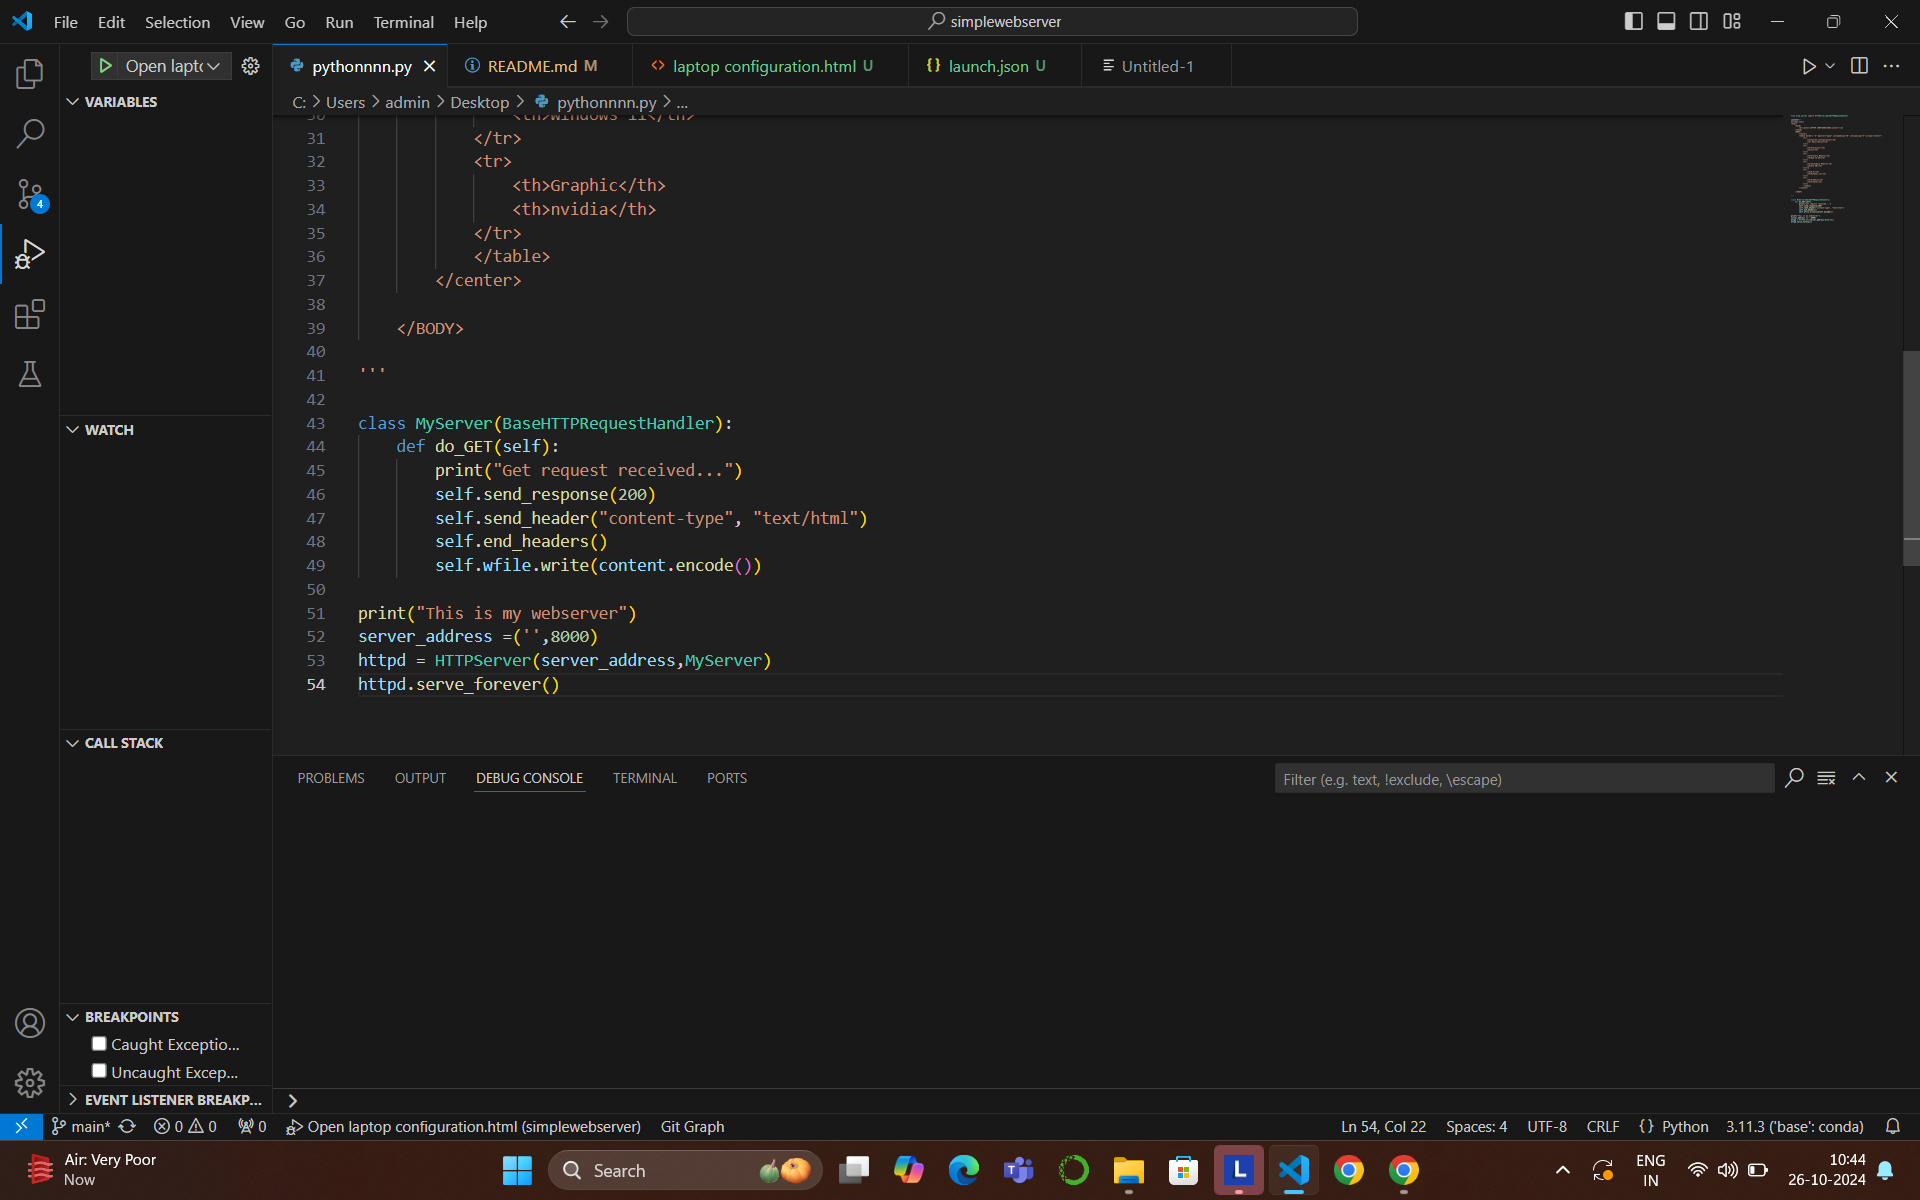 File Edit Selection View Go Run Terminal Help
simplewebserver
Open laptc
pythonnnn.py
README.md M
laptop configuration.html U
launch.json U
Untitled-1
C: > Users > admin > Desktop > pythonnnn.py > ...
VARIABLES
WATCH
CALL STACK
BREAKPOINTS
Caught Exceptio...
Uncaught Excep...
EVENT LISTENER BREAKP...
4
30 <th>Windows 11</th>
31 </tr>
32 <tr>
33 <th>Graphic</th>
34 <th>nvidia</th>
35 </tr>
36 </table>
37 </center>
38
39 </BODY>
40
41 '''
42
43 class MyServer(BaseHTTPRequestHandler):
44 def do_GET(self):
45 print("Get request received...")
46 self.send_response(200)
47 self.send_header("content-type", "text/html")
48 self.end_headers()
49 self.wfile.write(content.encode())
50
51 print("This is my webserver")
52 server_address =('',8000)
53 httpd = HTTPServer(server_address,MyServer)
54 httpd.serve_forever()
PROBLEMS OUTPUT DEBUG CONSOLE TERMINAL PORTS
Filter (e.g. text, !exclude, \escape)
main* 0 0 0 Open laptop configuration.html (simplewebserver) Git Graph
Ln 54, Col 22 Spaces: 4 UTF-8 CRLF {} Python 3.11.3 ('base': conda)
Air: Very Poor
Now
Search
L
ENG
IN
10:44
26-10-2024